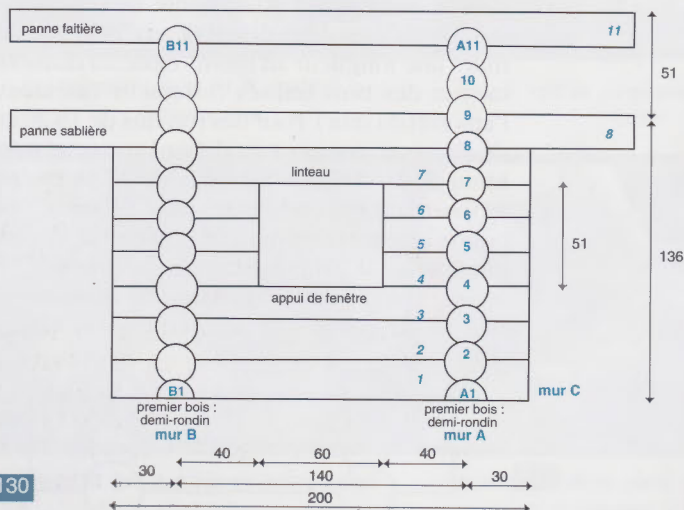 panne faîtière
B11
A11
11
51
10
9
panne sablière
8
8
linteau
7
7
6
6
5
5
51
136
4
4
appui de fenêtre
3
3
2
2
1
B1
A1
mur C
premier bois :
demi-rondin
mur B
premier bois :
demi-rondin
mur A
40
60
40
30
140
30
200
130